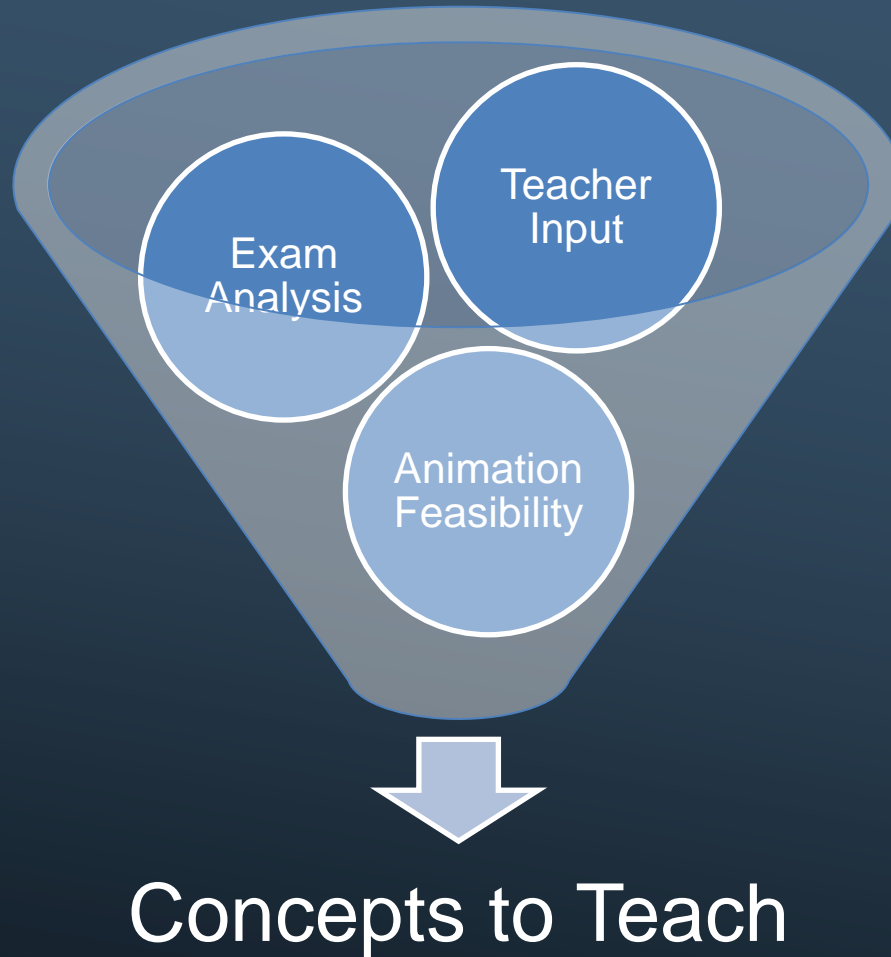 Teacher
Input
Exam
Analysis
Animation
Feasibility
Concepts to Teach